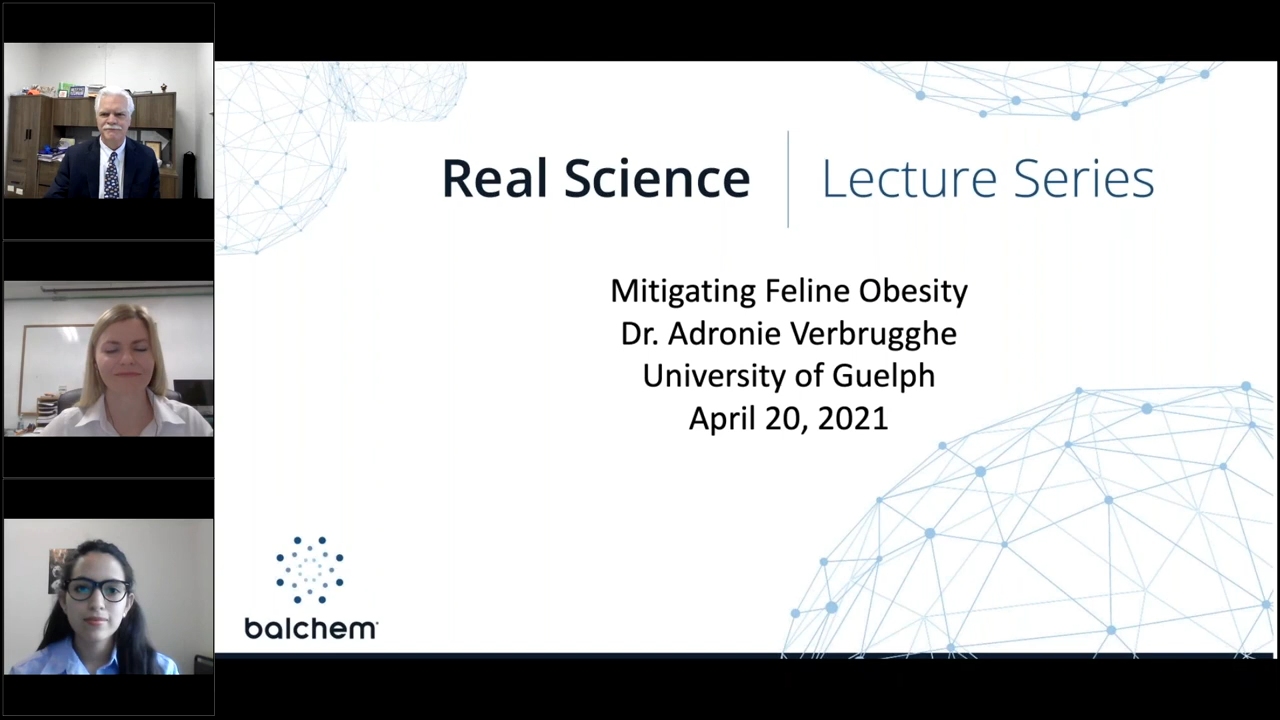 Real Science
Lecture Series
Mitigating Feline Obesity
Dr. Adronie Verbrugghe
University of Guelph
April 20, 2021
balchem